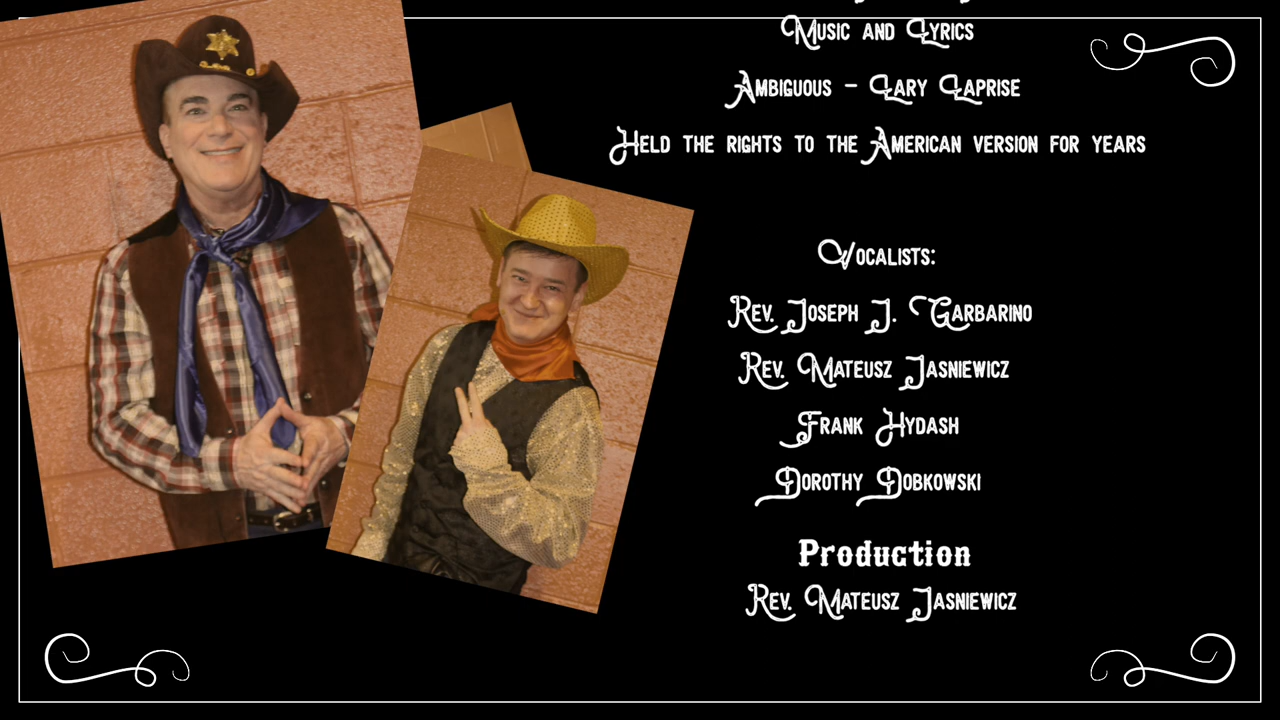 Music and Lyrics
Ambiguous – Gary Laprise
Held the rights to the American version for years
Vocalists:
Rev. Joseph J. Garbarino
Rev. Mateusz Jasniewicz
Frank Hydash
Dorothy Dobkowski
Production
Rev. Mateusz Jasniewicz